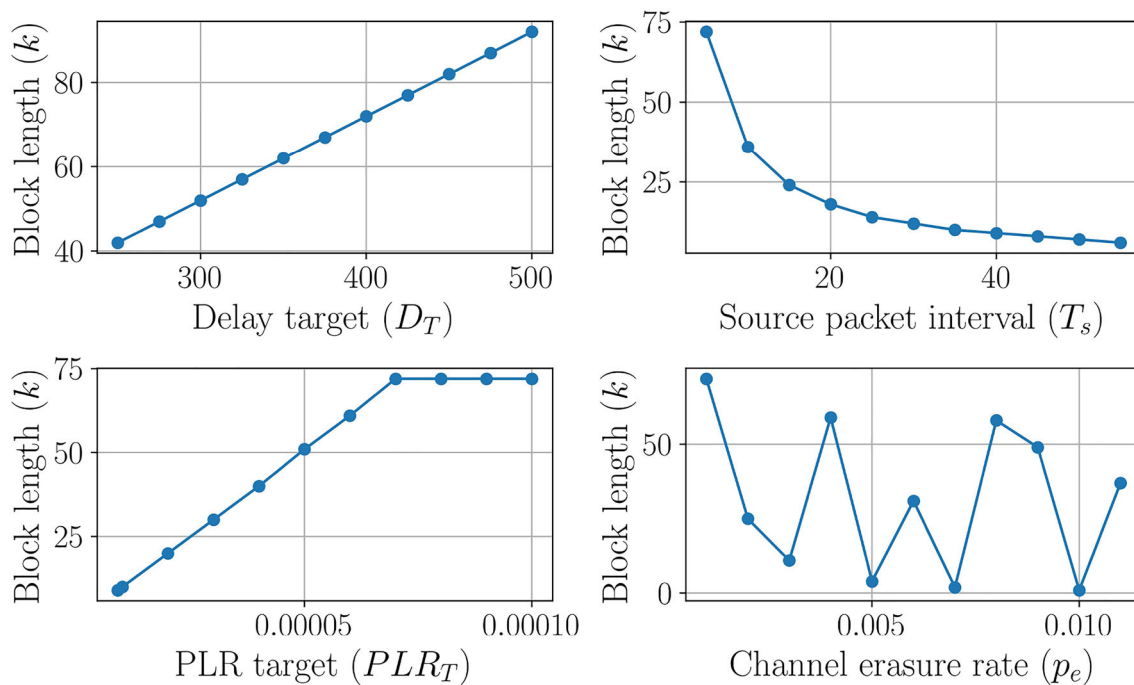 Block length (k)
80
60
40
300
400
500
Delay target (D_T)
Block length (k)
75
50
25
20
40
Source packet interval (T_s)
Block length (k)
75
50
25
0.00005
0.00010
PLR target (PLR_T)
Block length (k)
50
0
0.005
0.010
Channel erasure rate (p_e)